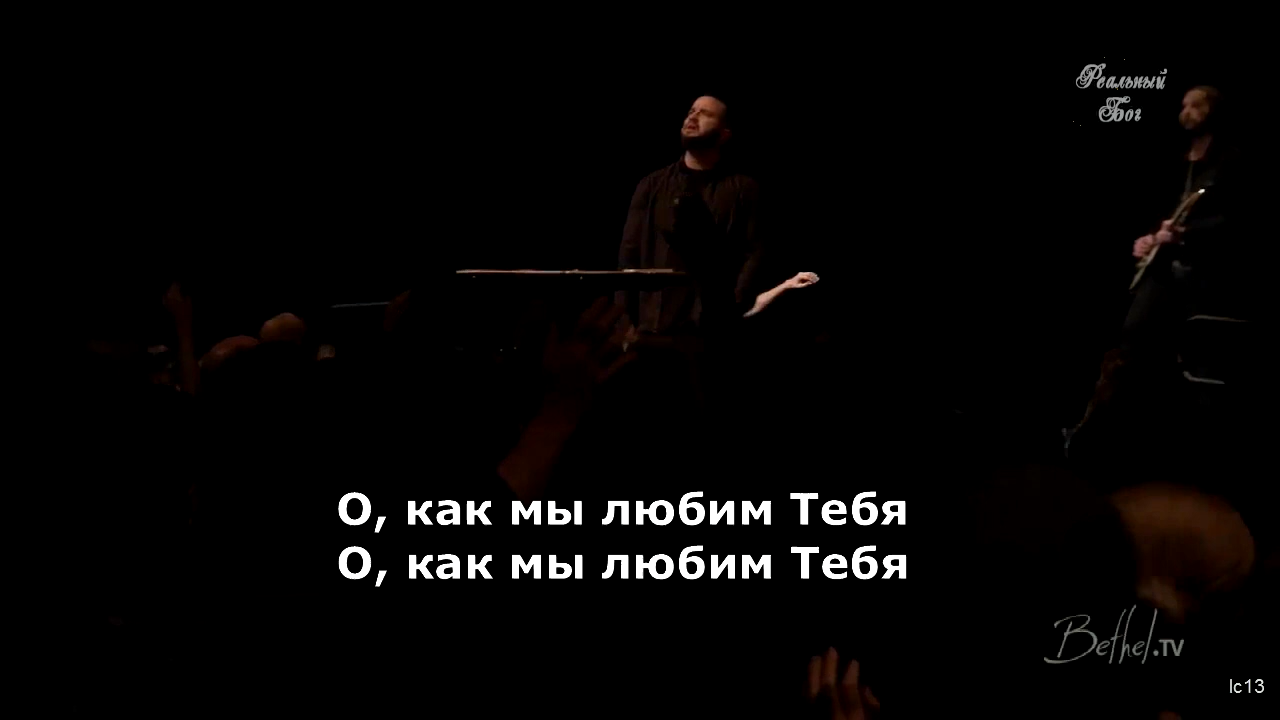 Реальный
Бог
О, как мы любим Тебя
О, как мы любим Тебя
Bethel.TV
lc13